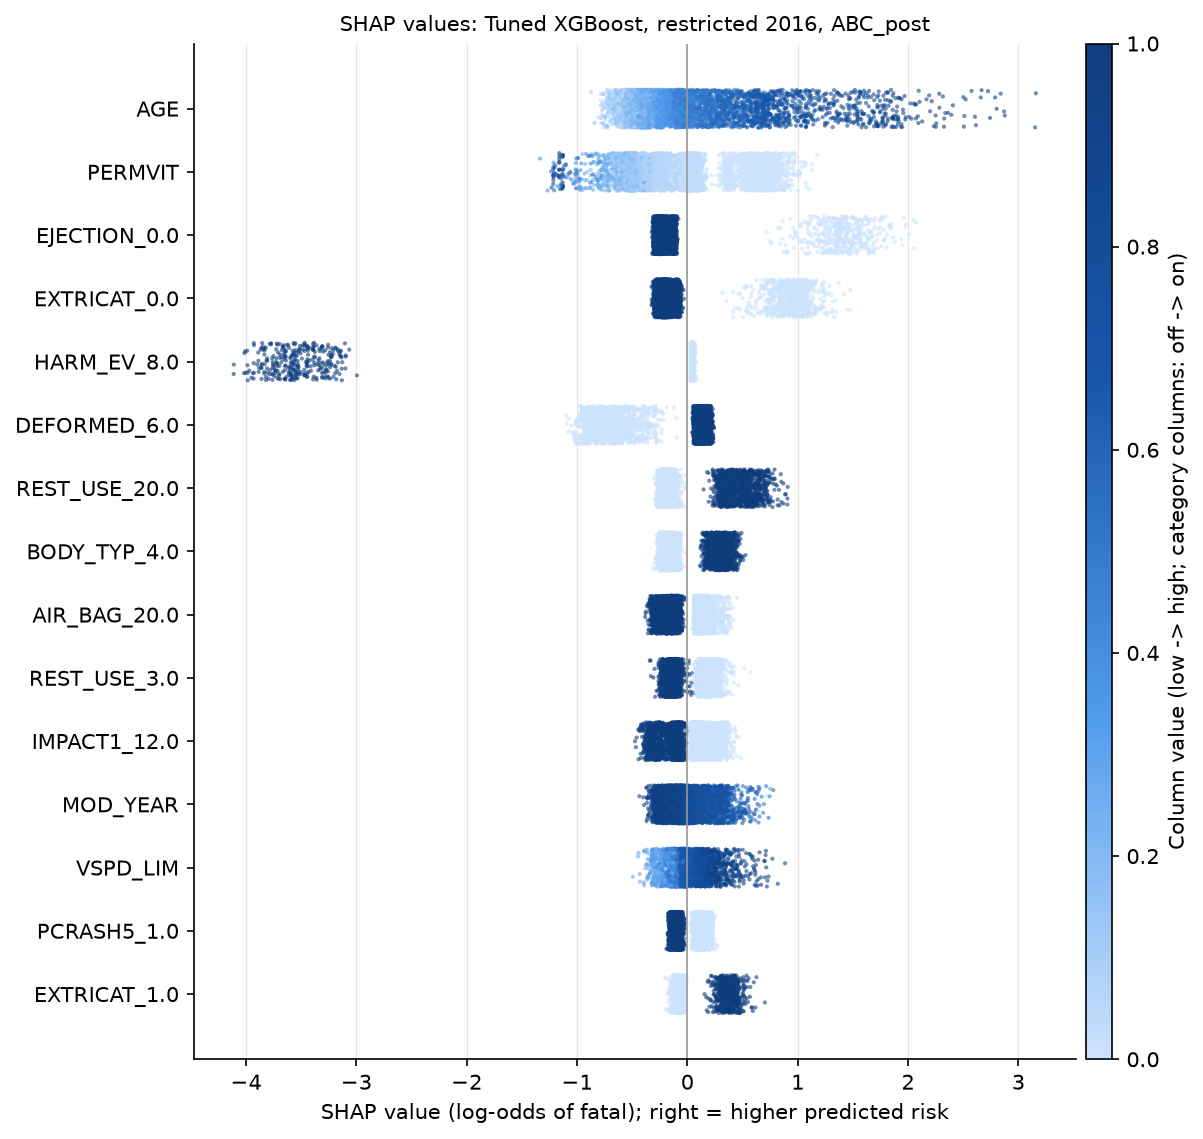 SHAP values: Tuned XGBoost, restricted 2016, ABC_post
AGE
PERMVIT
EJECTION_0.0
EXTRICAT_0.0
HARM_EV_8.0
DEFORMED_6.0
REST_USE_20.0
BODY_TYP_4.0
AIR_BAG_20.0
REST_USE_3.0
IMPACT1_12.0
MOD_YEAR
VSPD_LIM
PCRASH5_1.0
EXTRICAT_1.0
−4 −3 −2 −1 0 1 2 3
SHAP value (log-odds of fatal); right = higher predicted risk
1.0
0.8
0.6
0.4
0.2
0.0
Column value (low -> high; category columns: off -> on)